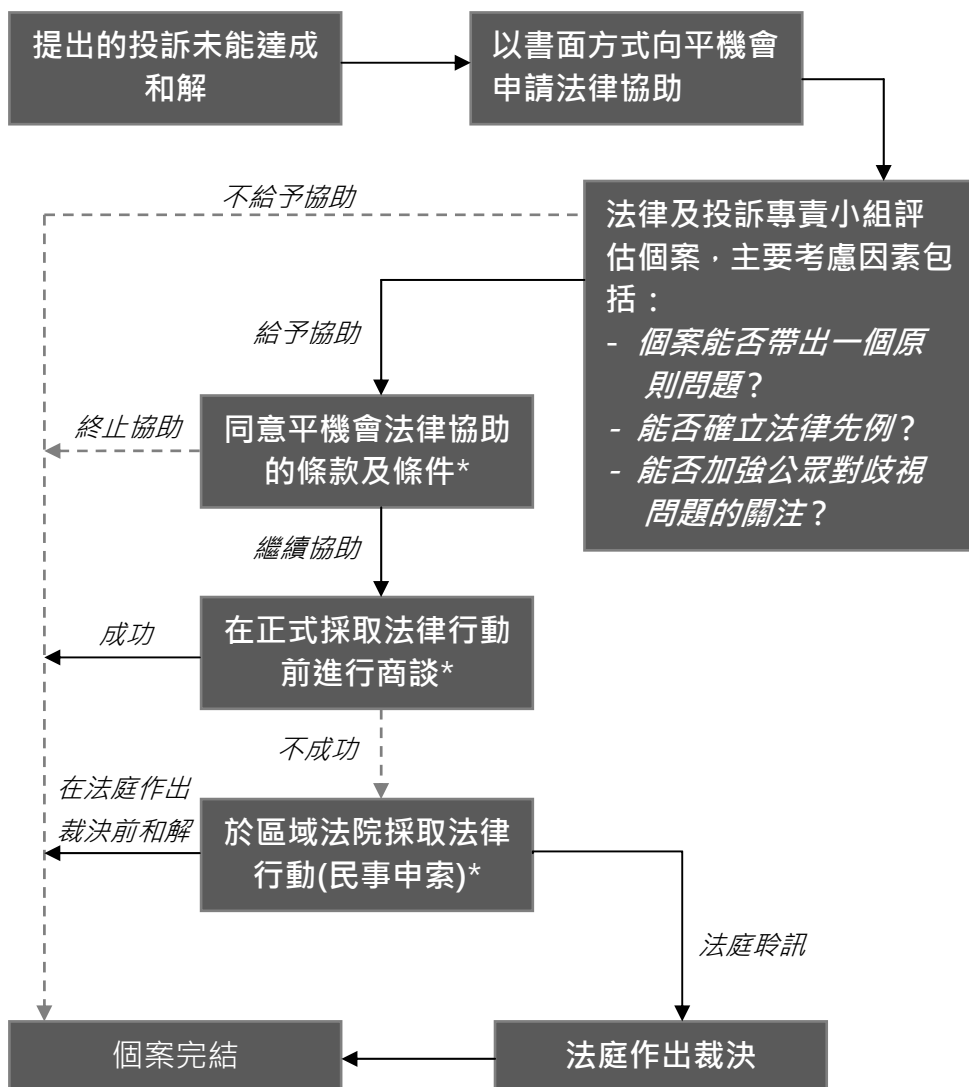 提出的投訴未能達成
和解
以書面方式向平機會
申請法律協助
不給予協助
法律及投訴專責小組評
估個案，主要考慮因素包
括：
- 個案能否帶出一個原
則問題？
- 能否確立法律先例？
- 能否加強公眾對歧視
問題的關注？
給予協助
終止協助
同意平機會法律協助
的條款及條件*
繼續協助
成功
在正式採取法律行動
前進行商談*
不成功
在法庭作出
裁決前和解
於區域法院採取法律
行動(民事申索)*
法庭聆訊
個案完結
法庭作出裁決